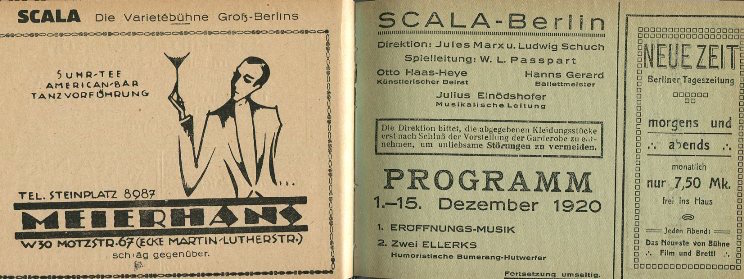 SCALA Die Varietébühne Groß-Berlins
5 UHR-TEE
AMERICAN-BAR
TANZVORFÜHRUNG
TEL. STEINPLATZ 8987
MEIERHANS
W30 MOTZSTR.67 (ECKE MARTIN-LUTHERSTR.)
schräg gegenüber.
SCALA-Berlin
Direktion: Jules Marx u. Ludwig Schuch
Spielleitung: W. L. Passpart
Otto Haas-Heye
Künstlerischer Beirat
Hanns Gerard
Ballettmeister
Julius Einödshofer
Musikalische Leitung
Die Direktion bittet, die abgegebenen Kleidungsstücke
erst nach Schluß der Vorstellung der Garderobe zu ent-
nehmen, um unliebsame Störungen zu vermeiden.
PROGRAMM
1.–15. Dezember 1920
1. ERÖFFNUNGS-MUSIK
2. Zwei ELLERKS
Humoristische Bumerang-Hutwerfer
Fortsetzung umseitig.
NEUE ZEIT
Berliner Tageszeitung
morgens und
abends
monatlich
nur 7,50 Mk.
frei ins Haus
Jeden Abend:
Das Neueste von Bühne
Film und Brettl